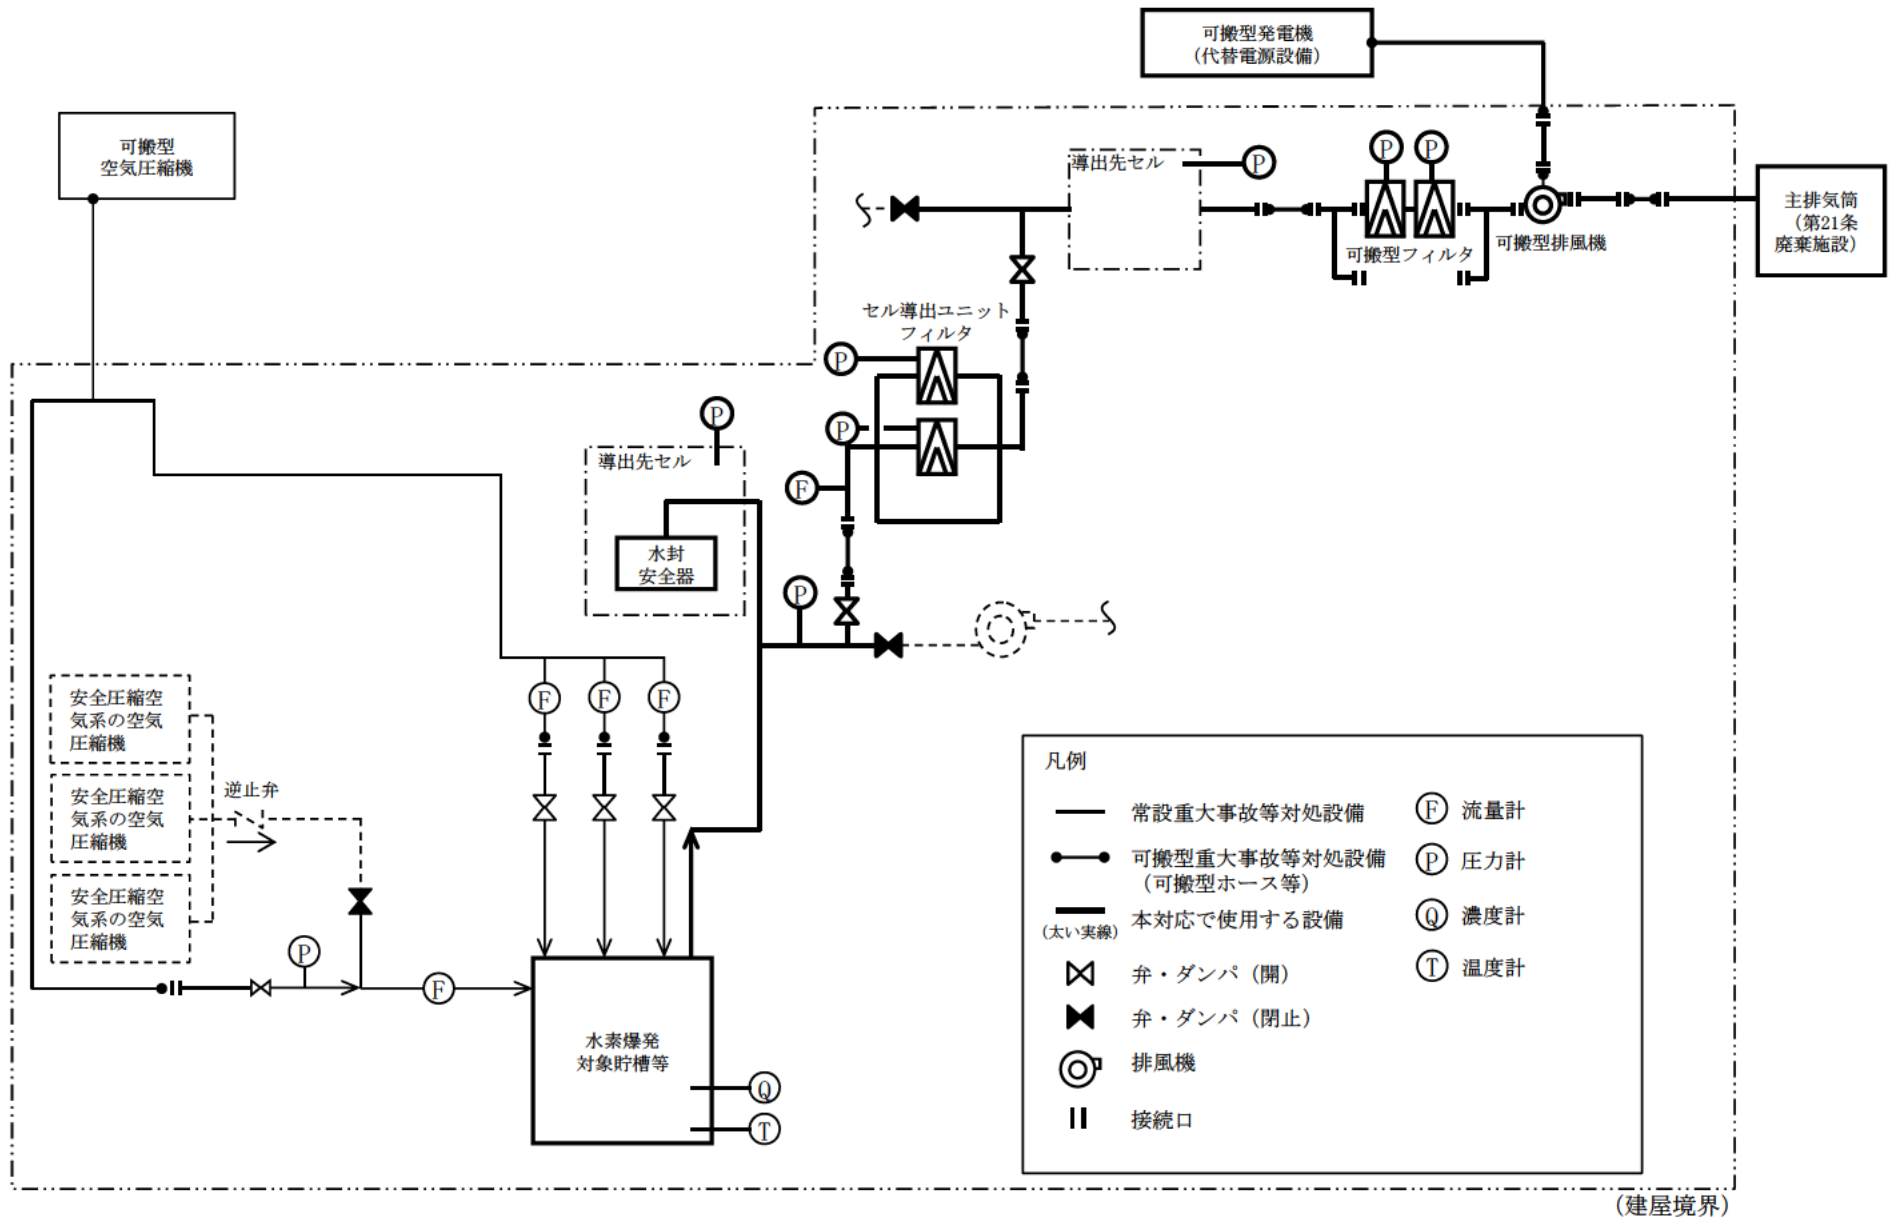 可搬型発電機
（代替電源設備）
可搬型
空気圧縮機
導出先セル
P
P
P
主排気筒
（第21条
廃棄施設）
可搬型フィルタ
可搬型排風機
セル導出ユニット
フィルタ
P
P
P
導出先セル
F
水封
安全器
P
F
F
F
安全圧縮空
気系の空気
圧縮機
安全圧縮空
気系の空気
圧縮機
安全圧縮空
気系の空気
圧縮機
逆止弁
P
F
水素爆発
対象貯槽等
Q
T
凡例
常設重大事故等対処設備
可搬型重大事故等対処設備
（可搬型ホース等）
本対応で使用する設備
(太い実線)
弁・ダンパ（開）
弁・ダンパ（閉止）
排風機
接続口
F 流量計
P 圧力計
Q 濃度計
T 温度計
（建屋境界）